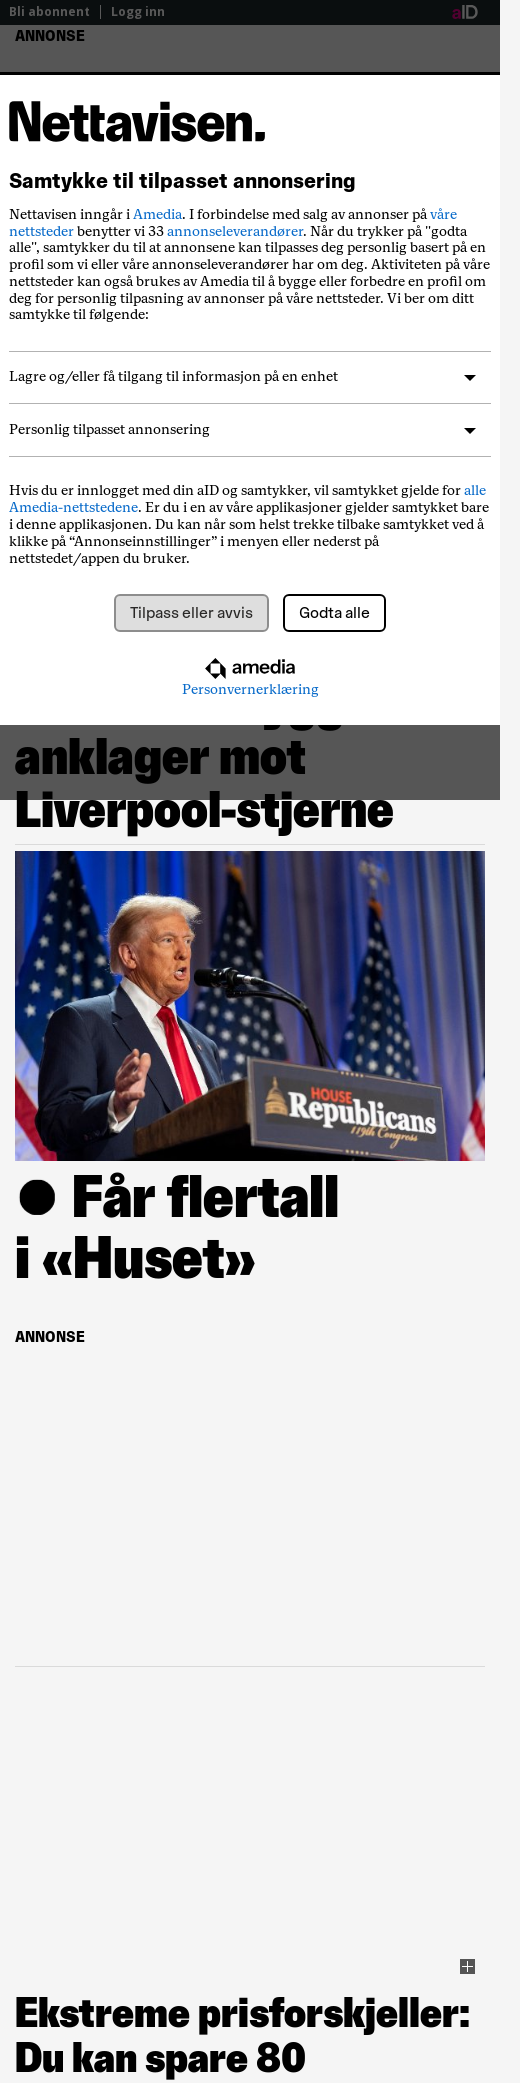 Bli abonnent | Logg inn
aID
ANNONSE
Nettavisen.
Samtykke til tilpasset annonsering
Nettavisen inngår i Amedia. I forbindelse med salg av annonser på våre
nettsteder benytter vi 33 annonseleverandører. Når du trykker på "godta
alle", samtykker du til at annonsene kan tilpasses deg personlig basert på en
profil som vi eller våre annonseleverandører har om deg. Aktiviteten på våre
nettsteder kan også brukes av Amedia til å bygge eller forbedre en profil om
deg for personlig tilpasning av annonser på våre nettsteder. Vi ber om ditt
samtykke til følgende:
Lagre og/eller få tilgang til informasjon på en enhet
Personlig tilpasset annonsering
Hvis du er innlogget med din aID og samtykker, vil samtykket gjelde for alle
Amedia-nettstedene. Er du i en av våre applikasjoner gjelder samtykket bare
i denne applikasjonen. Du kan når som helst trekke tilbake samtykket ved å
klikke på “Annonseinnstillinger” i menyen eller nederst på
nettstedet/appen du bruker.
Tilpass eller avvis
Godta alle
amedia
Personvernerklæring
anklager mot
Liverpool-stjerne
HOUSE
Republicans
119th Congress
● Får flertall
i «Huset»
ANNONSE
Ekstreme prisforskjeller:
Du kan spare 80